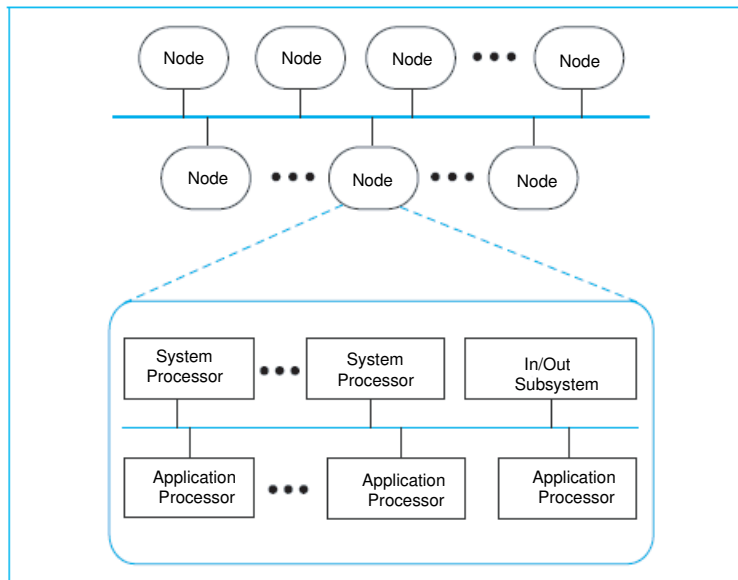 Node
Node
Node
Node
Node
Node
Node
System
Processor
System
Processor
In/Out
Subsystem
Application
Processor
Application
Processor
Application
Processor